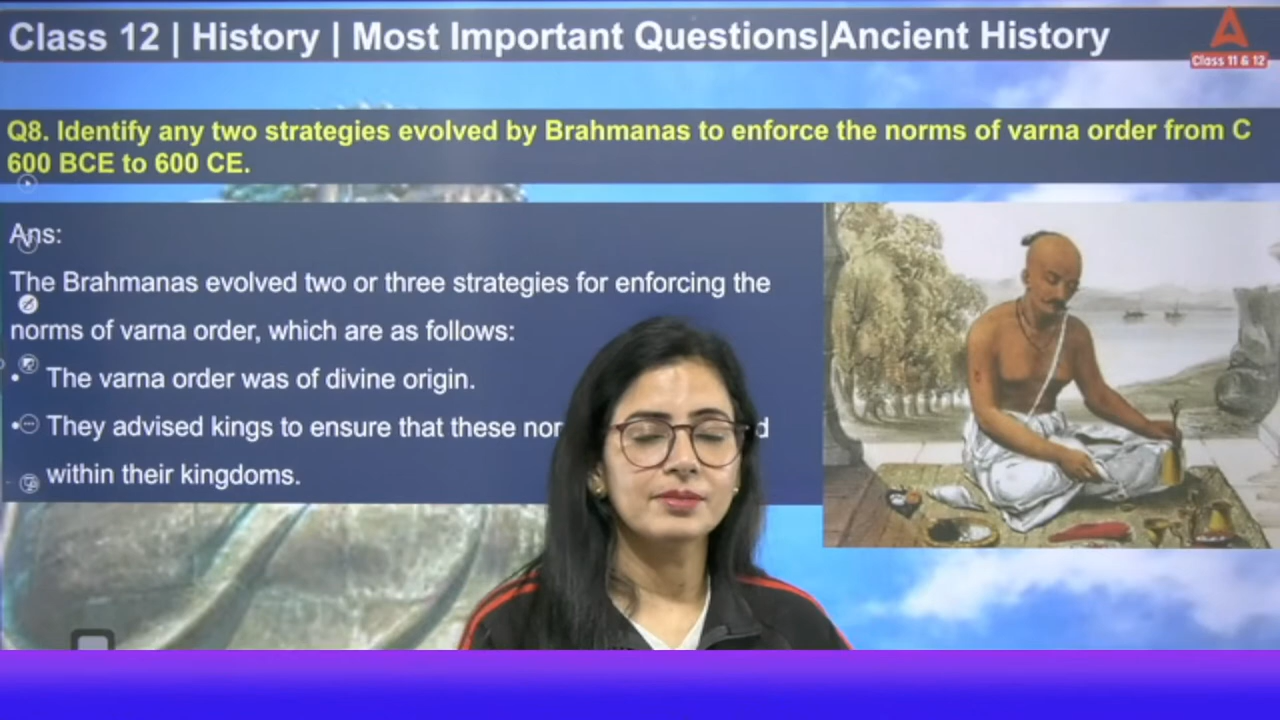 Class 12 | History | Most Important Questions|Ancient History
Class 11 & 12
Q8. Identify any two strategies evolved by Brahmanas to enforce the norms of varna order from C
600 BCE to 600 CE.
Ans:
The Brahmanas evolved two or three strategies for enforcing the
norms of varna order, which are as follows:
• The varna order was of divine origin.
• They advised kings to ensure that these
within their kingdoms.